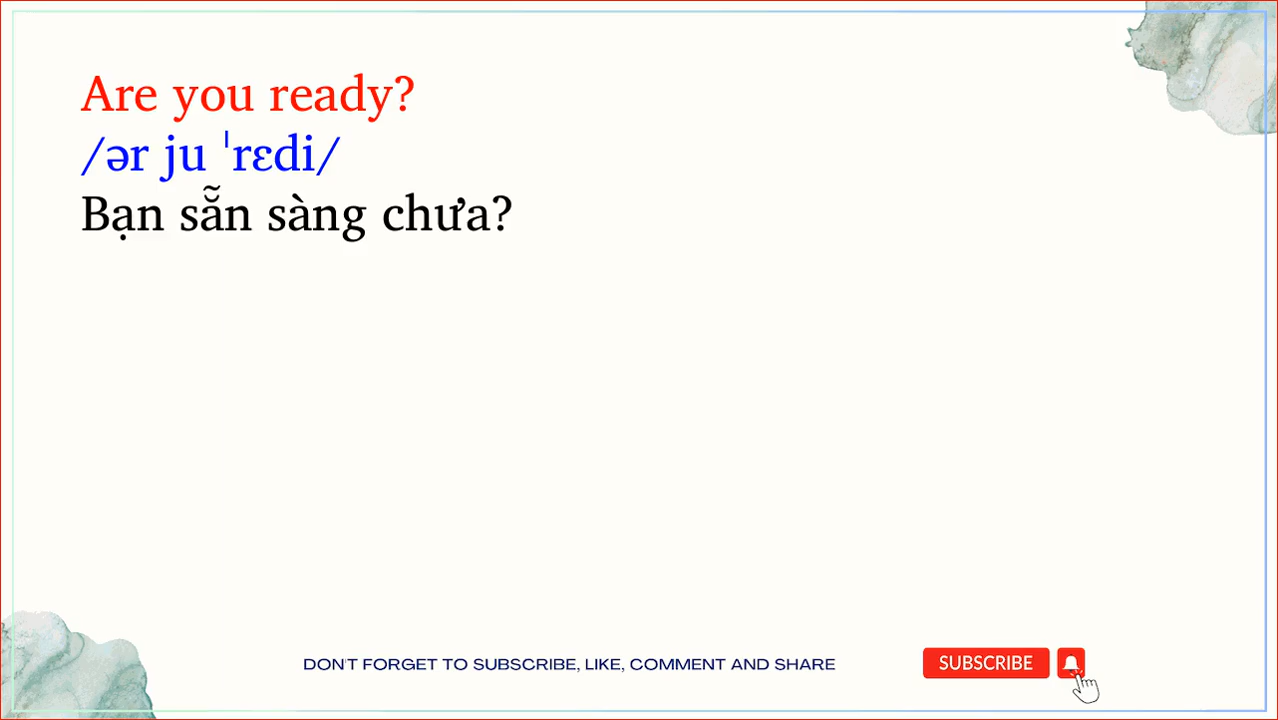 Are you ready?
/ər ju ˈrɛdi/
Bạn sẵn sàng chưa?
DON'T FORGET TO SUBSCRIBE, LIKE, COMMENT AND SHARE
SUBSCRIBE